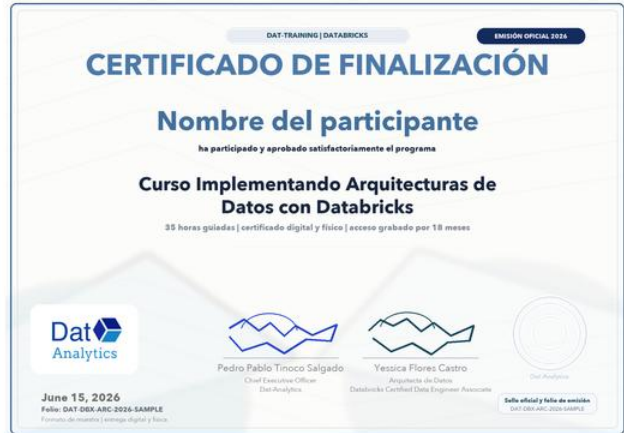 DAT-TRAINING | DATABRICKS
EMISIÓN OFICIAL 2026
CERTIFICADO DE FINALIZACIÓN
Nombre del participante
ha participado y aprobado satisfactoriamente el programa
Curso Implementando Arquitecturas de
Datos con Databricks
35 horas guiadas | certificado digital y físico | acceso grabado por 18 meses
Dat
Analytics
Pedro Pablo Tinoco Salgado
Chief Executive Officer
Dat Analytics
Yessica Flores Castro
Arquitecta de Datos
Databricks Certified Data Engineer Associate
Dat Analytics
June 15, 2026
Folio: DAT-DBX-ARC-2026-SAMPLE
Formato de muestra | entrega digital y física
Sello oficial y folio de emisión
DAT-DBX-ARC-2026-SAMPLE